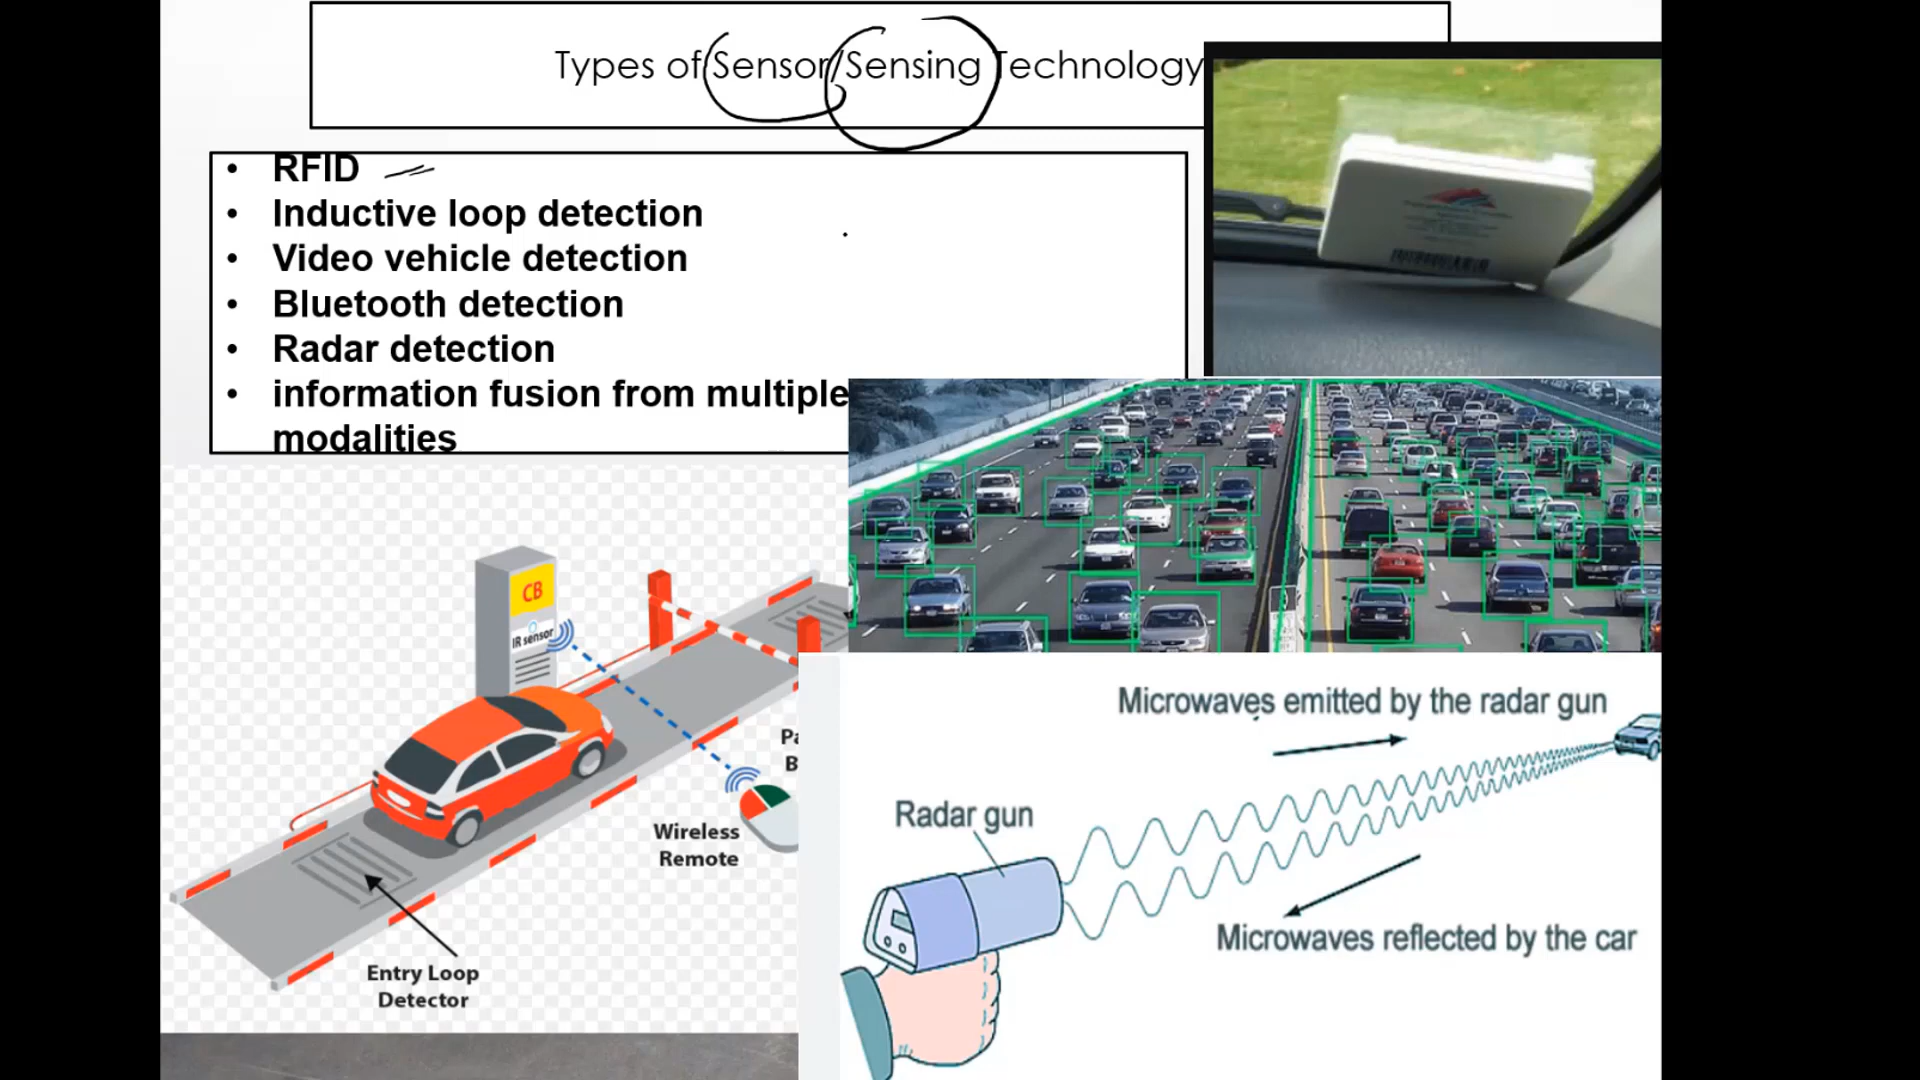 Types of Sensor/Sensing Technology
• RFID
• Inductive loop detection
• Video vehicle detection
• Bluetooth detection
• Radar detection
• information fusion from multiple
modalities
CB
IR sensor
Pa
B
Wireless
Remote
Entry Loop
Detector
Microwaves emitted by the radar gun
Radar gun
Microwaves reflected by the car